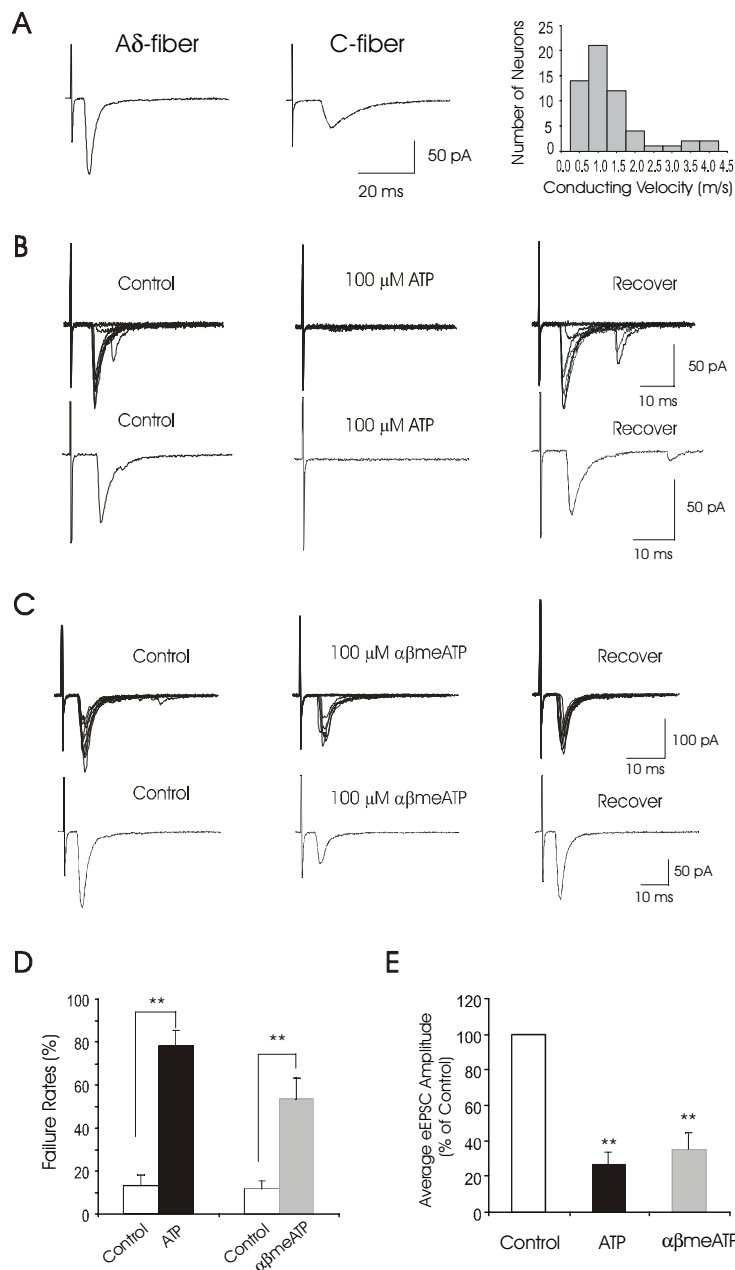 A
Aδ-fiber
C-fiber
50 pA
20 ms
Number of Neurons
25
20
15
10
5
0
0.0 0.5 1.0 1.5 2.0 2.5 3.0 3.5 4.0 4.5
Conducting Velocity (m/s)
B
Control
100 μM ATP
Recover
50 pA
10 ms
Control
100 μM ATP
Recover
50 pA
10 ms
C
Control
100 μM αβmeATP
Recover
100 pA
10 ms
Control
100 μM αβmeATP
Recover
50 pA
10 ms
D
Failure Rates (%)
100
80
60
40
20
0
**
**
Control
ATP
Control
αβmeATP
E
Average eEPSC Amplitude
(% of Control)
120
100
80
60
40
20
0
**
**
Control
ATP
αβmeATP